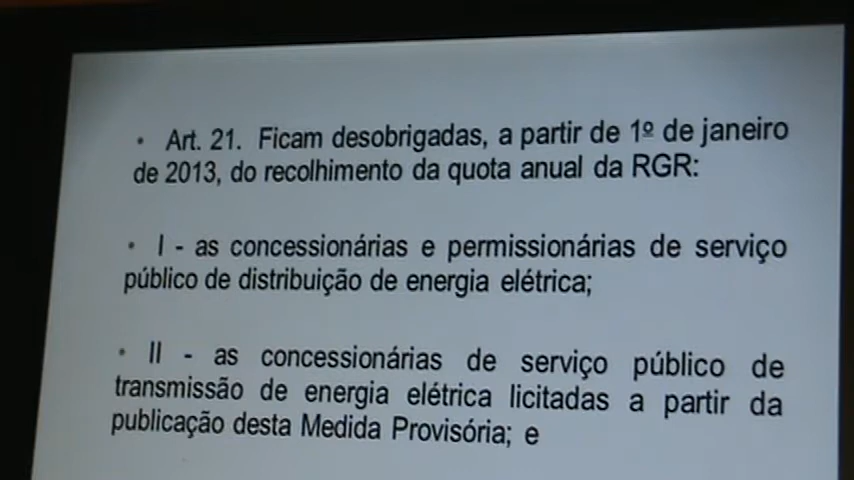 • Art. 21. Ficam desobrigadas, a partir de 1º de janeiro
de 2013, do recolhimento da quota anual da RGR:
• I - as concessionárias e permissionárias de serviço
público de distribuição de energia elétrica;
• II - as concessionárias de serviço público de
transmissão de energia elétrica licitadas a partir da
publicação desta Medida Provisória; e